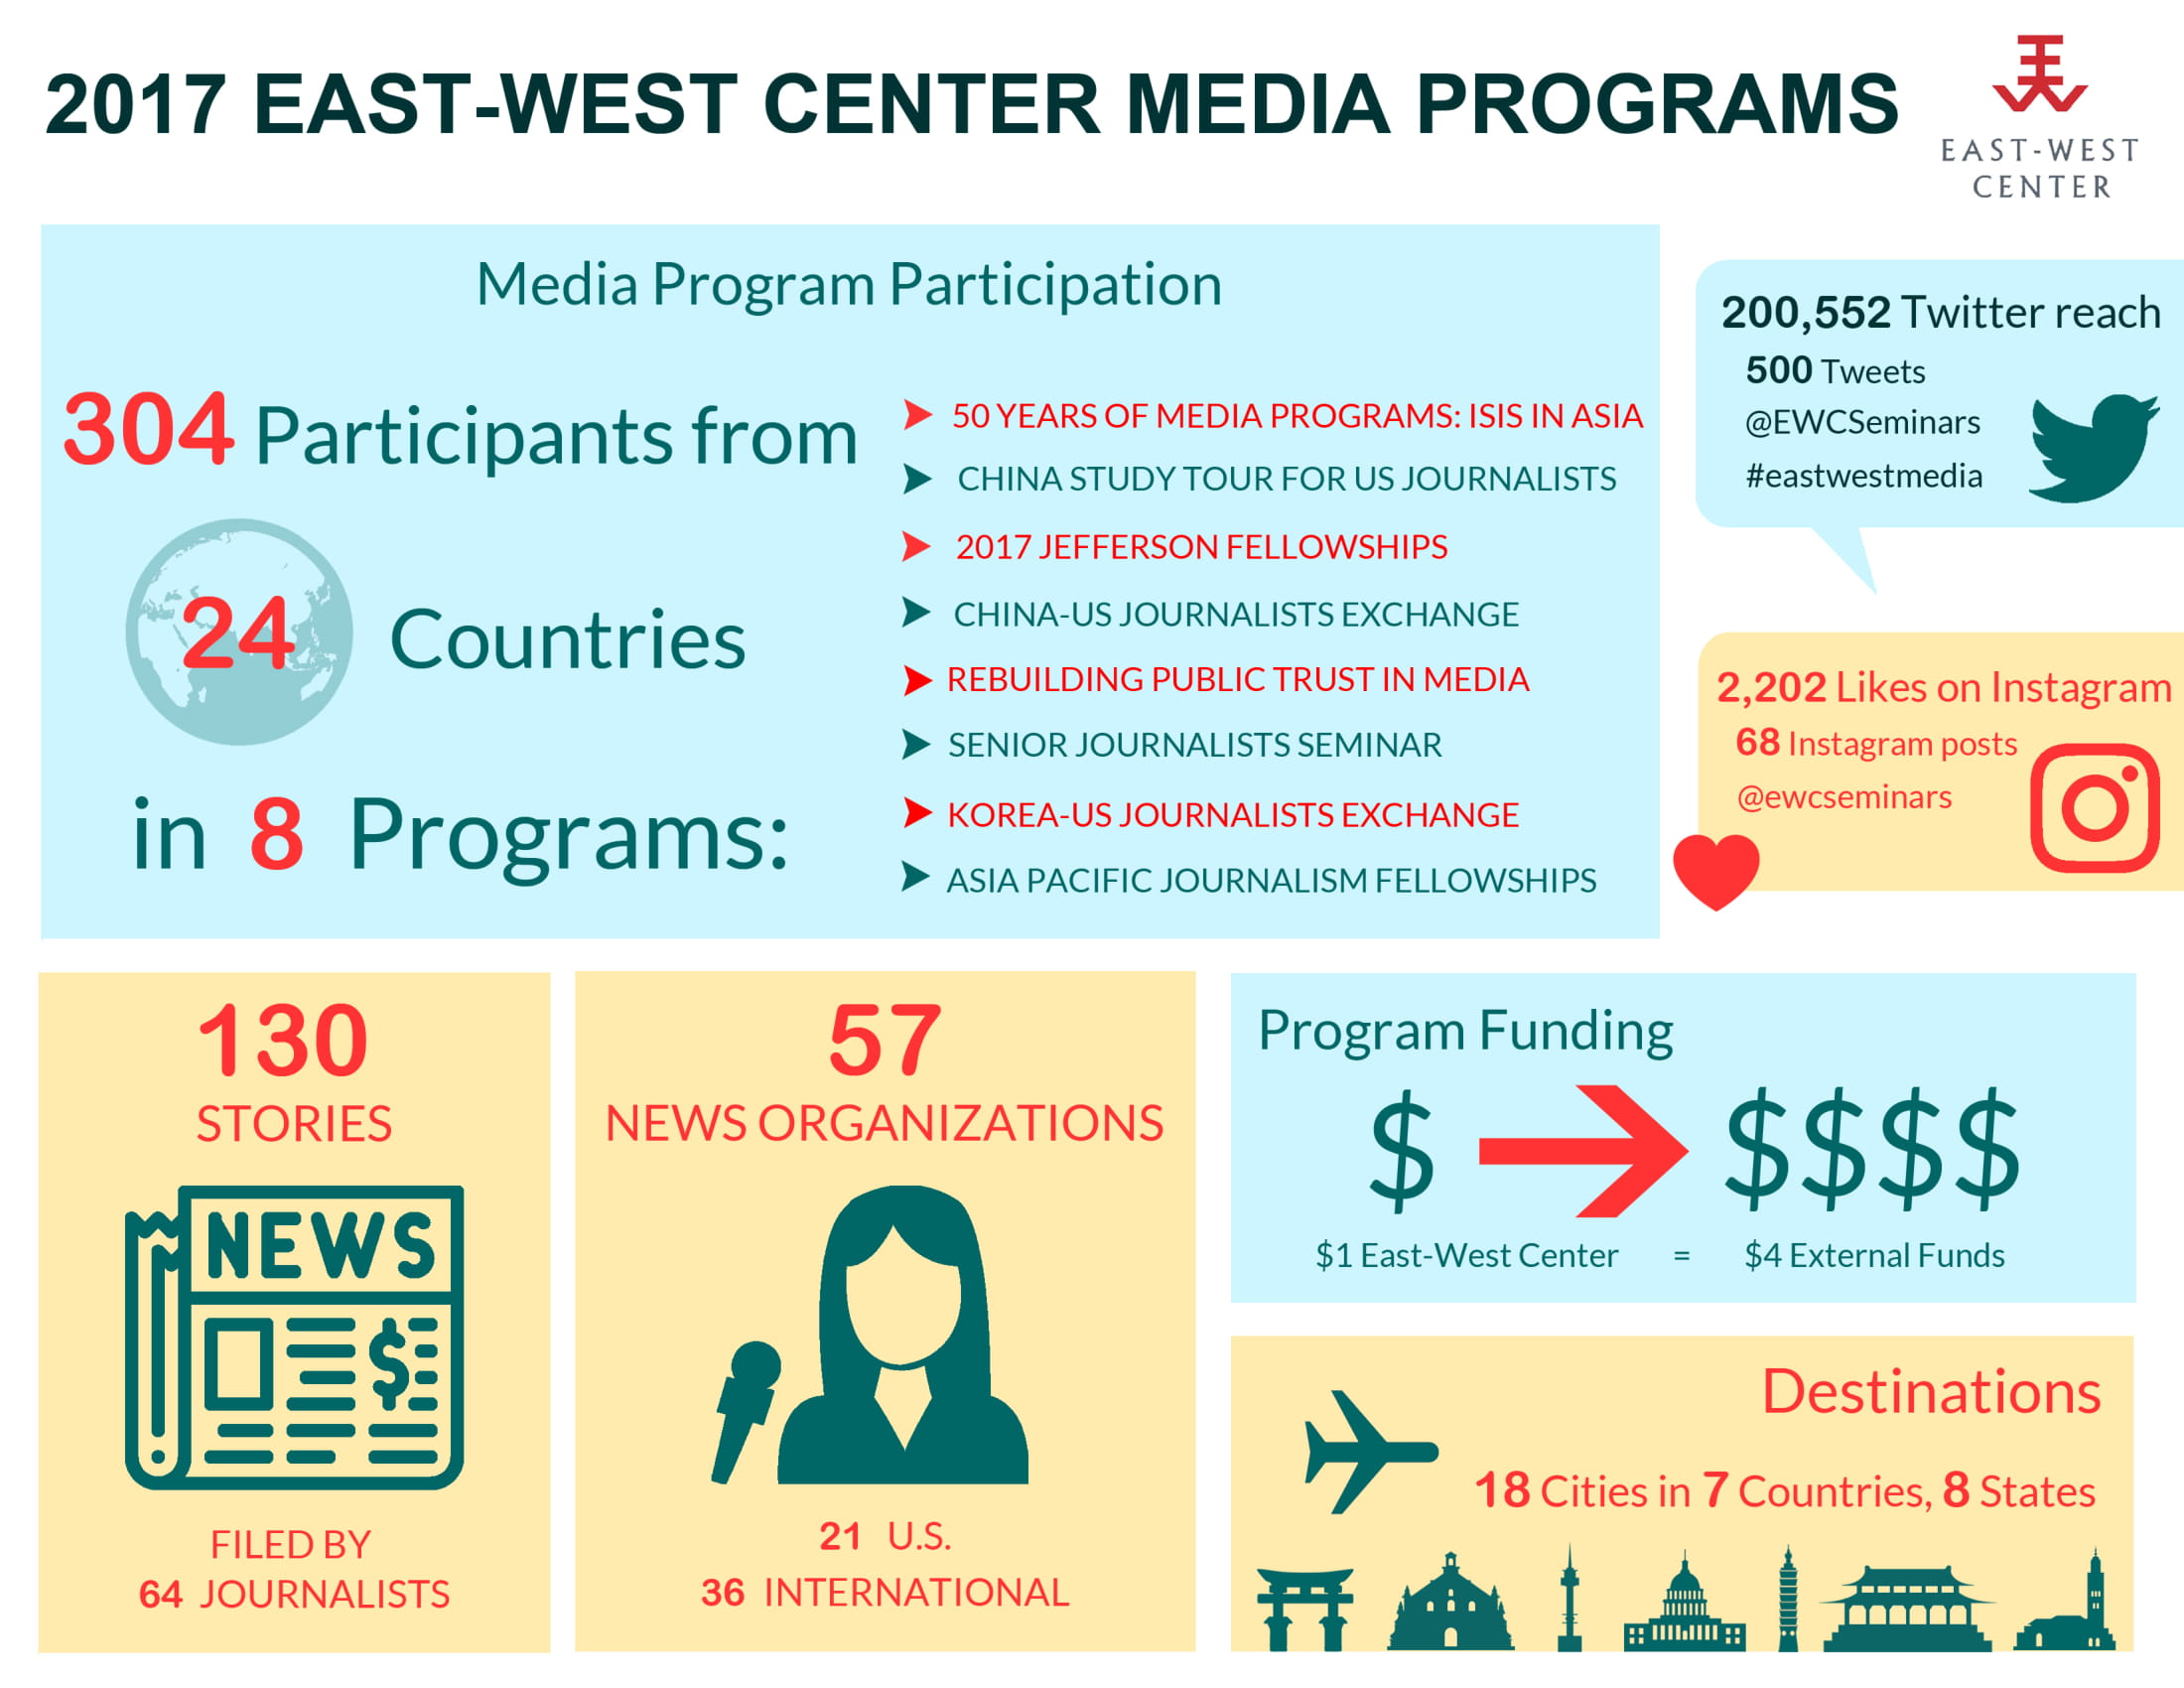 2017 EAST-WEST CENTER MEDIA PROGRAMS
EAST-WEST
CENTER
Media Program Participation
304 Participants from
24 Countries
in 8 Programs:
50 YEARS OF MEDIA PROGRAMS: ISIS IN ASIA
CHINA STUDY TOUR FOR US JOURNALISTS
2017 JEFFERSON FELLOWSHIPS
CHINA-US JOURNALISTS EXCHANGE
REBUILDING PUBLIC TRUST IN MEDIA
SENIOR JOURNALISTS SEMINAR
KOREA-US JOURNALISTS EXCHANGE
ASIA PACIFIC JOURNALISM FELLOWSHIPS
200,552 Twitter reach
500 Tweets
@EWCSeminars
#eastwestmedia
2,202 Likes on Instagram
68 Instagram posts
@ewcseminars
130
STORIES
NEWS
$
FILED BY
64 JOURNALISTS
57
NEWS ORGANIZATIONS
21 U.S.
36 INTERNATIONAL
Program Funding
$ $$$$
$1 East-West Center = $4 External Funds
Destinations
18 Cities in 7 Countries, 8 States